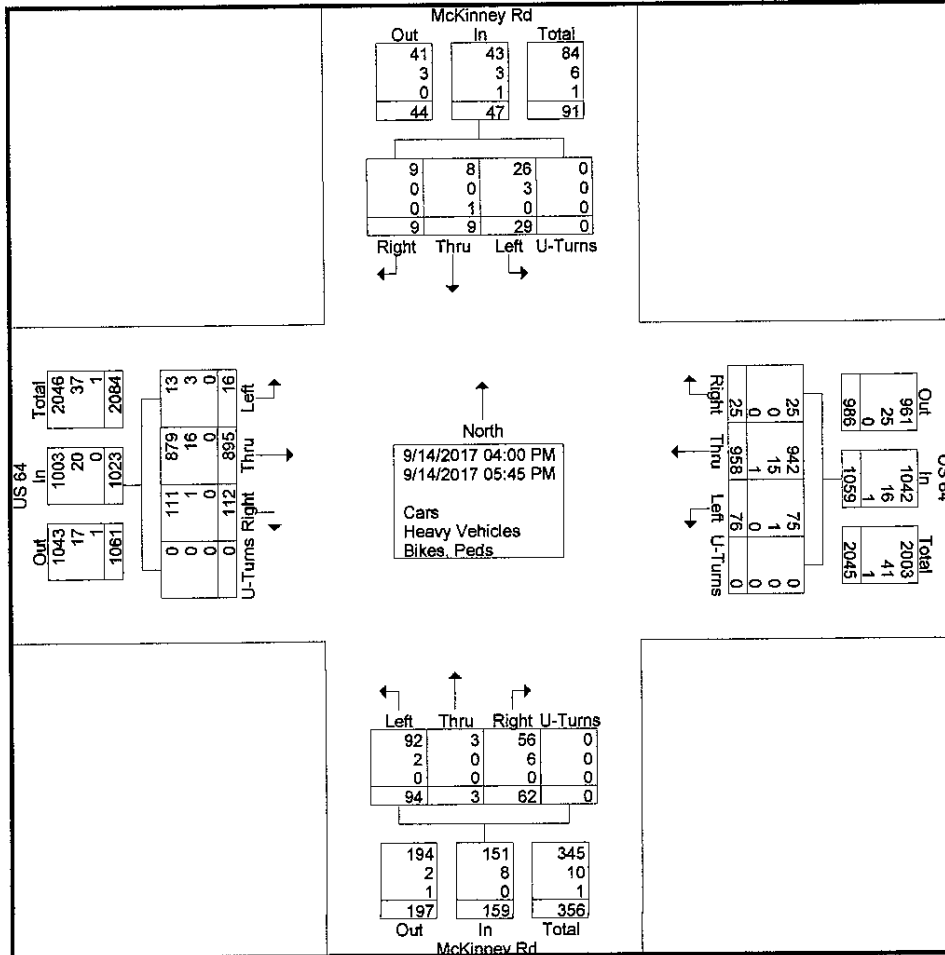 McKinney Rd
Out In Total
41 43 84
3 3 6
0 1 1
44 47 91
9 8 26 0
0 0 3 0
0 1 0 0
9 9 29 0
Right Thru Left U-Turns
US 64
Total In Out
2046 1003 1043
37 20 17
1 0 1
2084 1023 1061
13 879 111 0
3 16 1 0
0 0 0 0
16 895 112 0
Left Thru Right U-Turns
North
9/14/2017 04:00 PM
9/14/2017 05:45 PM
Cars
Heavy Vehicles
Bikes, Peds
US 64
Out In Total
961 1042 2003
25 16 41
0 1 1
986 1059 2045
25 942 75 0
0 15 1 0
0 1 0 0
25 958 76 0
Right Thru Left U-Turns
Left Thru Right U-Turns
92 3 56 0
2 0 6 0
0 0 0 0
94 3 62 0
194 151 345
2 8 10
1 0 1
197 159 356
Out In Total
McKinney Rd